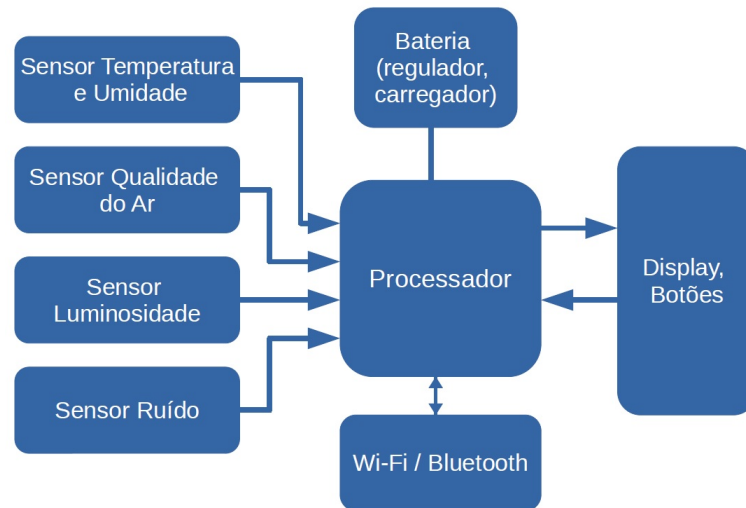 Sensor Temperatura
e Umidade
Sensor Qualidade
do Ar
Sensor
Luminosidade
Sensor Ruído
Bateria
(regulador,
carregador)
Processador
Wi-Fi / Bluetooth
Display,
Botões